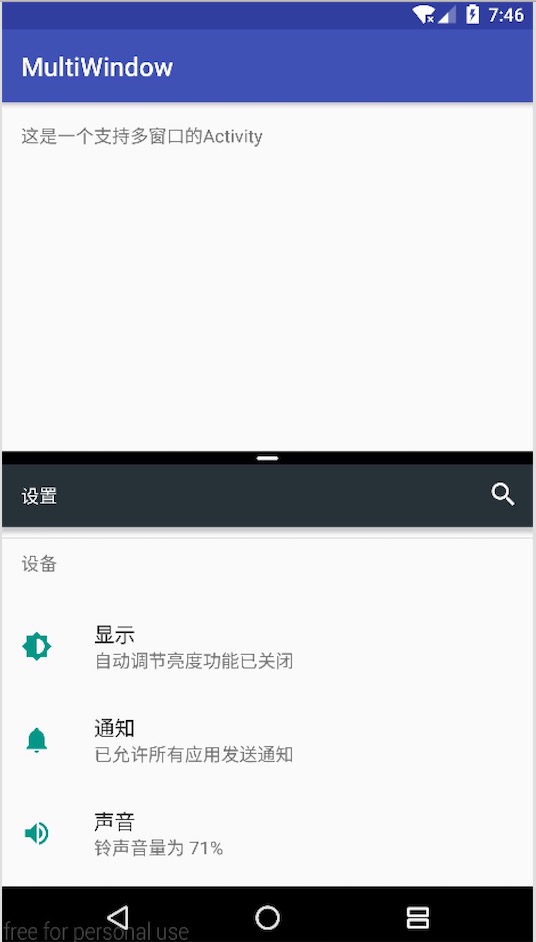 7:46
MultiWindow
这是一个支持多窗口的Activity
设置
设备
显示
自动调节亮度功能已关闭
通知
已允许所有应用发送通知
声音
铃声音量为 71%
free for personal use